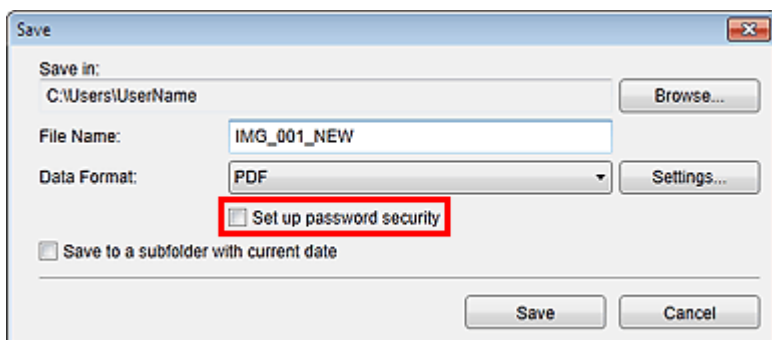 Save
Save in:
C:\Users\UserName
Browse...
File Name:
IMG_001_NEW
Data Format:
PDF
Settings...
Set up password security
Save to a subfolder with current date
Save
Cancel